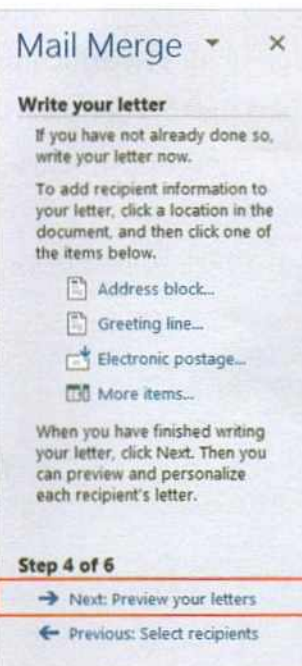 Mail Merge
Write your letter
If you have not already done so,
write your letter now.
To add recipient information to
your letter, click a location in the
document, and then click one of
the items below.
Address block...
Greeting line...
Electronic postage...
More items...
When you have finished writing
your letter, click Next. Then you
can preview and personalize
each recipient's letter.
Step 4 of 6
Next: Preview your letters
Previous: Select recipients